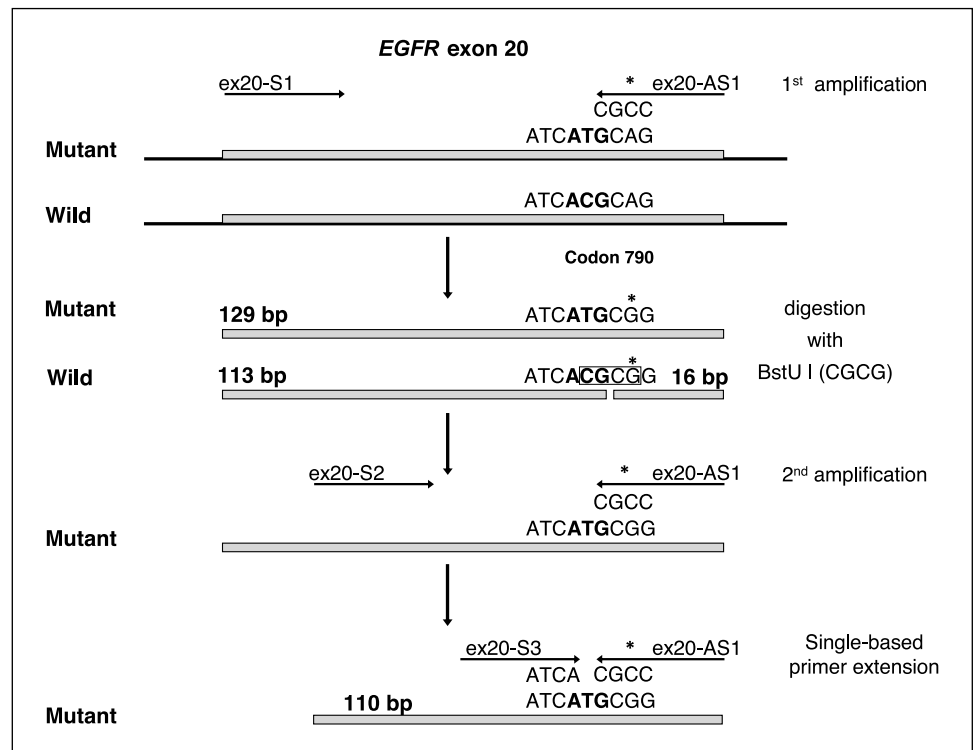 EGFR exon 20
ex20-S1 * ex20-AS1 1st amplification
CGCC
ATCATGCAG
Mutant
ATCACGCAG
Wild
Codon 790
Mutant 129 bp ATCATGCGG * digestion
with
Wild 113 bp ATCACGCGG * 16 bp BstU I (CGCG)
ex20-S2 * ex20-AS1 2nd amplification
CGCC
ATCATGCGG
Mutant
ex20-S3 * ex20-AS1 Single-based
primer extension
ATCA CGCC
110 bp ATCATGCGG
Mutant